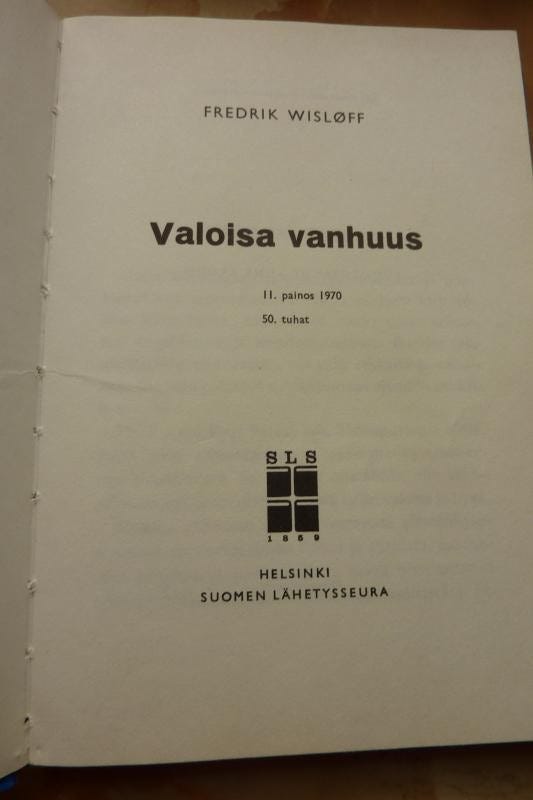 FREDRIK WISLØFF
Valoisa vanhuus
11. painos 1970
50. tuhat
SLS
1859
HELSINKI
SUOMEN LÄHETYSSEURA